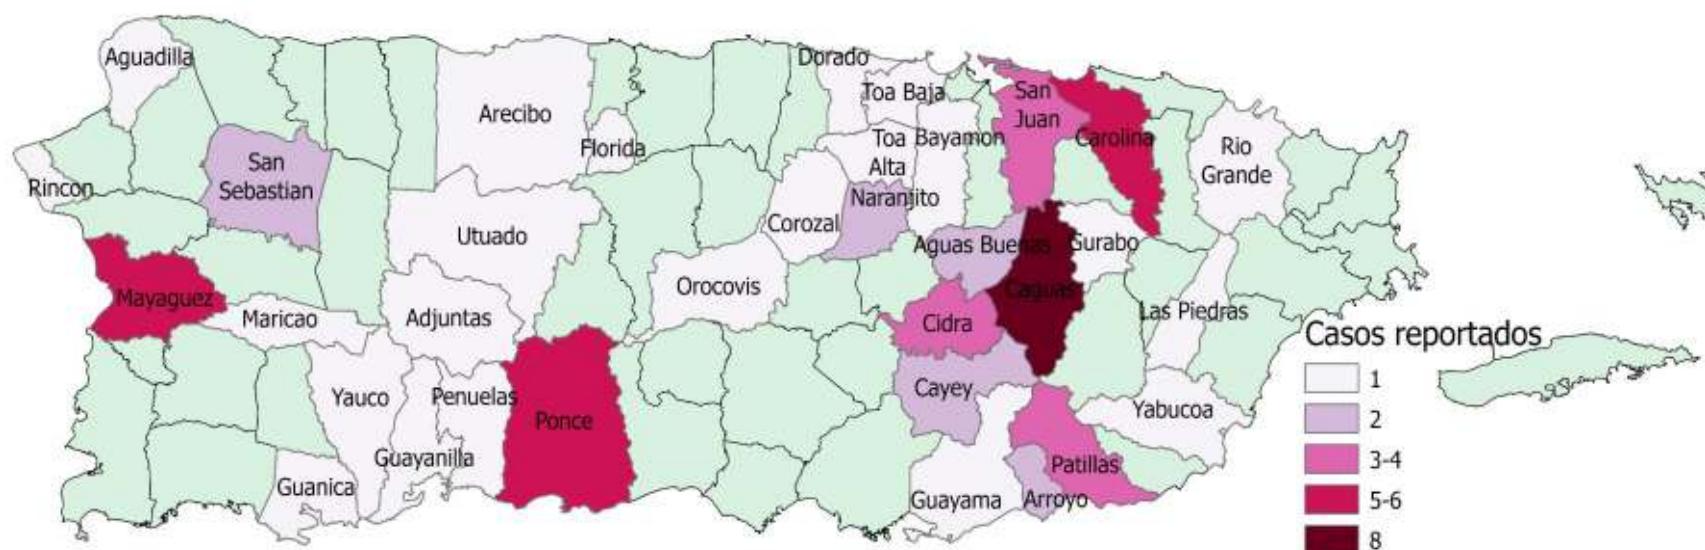 Aguadilla
Dorado
Toa Baja
San
Juan
Arecibo
Toa
Alta
Bayamon
Carolina
Florida
Rio
Grande
San
Sebastian
Rincon
Naranjito
Corozal
Utuado
Aguas Buenas
Gurabo
Orocovis
Mayaguez
Caguas
Maricao
Adjuntas
Cidra
Las Piedras
Casos reportados
1
2
3-4
5-6
8
Cayey
Yauco
Penuelas
Ponce
Yabucoa
Guayanilla
Patillas
Guanica
Guayama
Arroyo